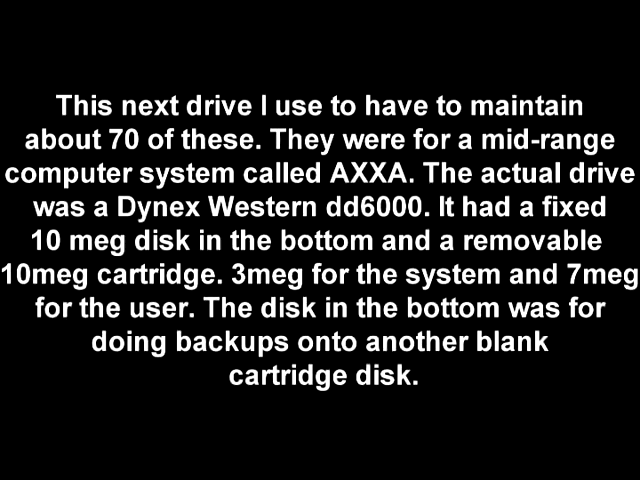 This next drive I use to have to maintain
about 70 of these. They were for a mid-range
computer system called AXXA. The actual drive
was a Dynex Western dd6000. It had a fixed
10 meg disk in the bottom and a removable
10meg cartridge. 3meg for the system and 7meg
for the user. The disk in the bottom was for
doing backups onto another blank
cartridge disk.